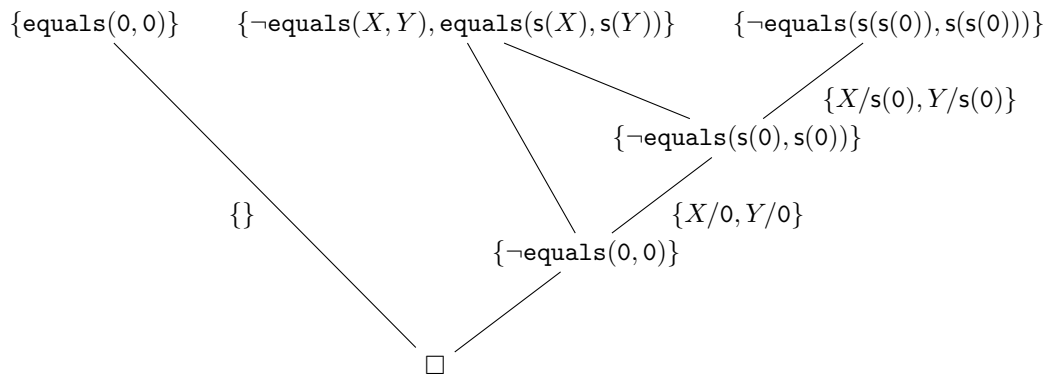 {equals(0, 0)} {¬equals(X, Y), equals(s(X), s(Y))} {¬equals(s(s(0)), s(s(0)))}
{X/s(0), Y/s(0)}
{¬equals(s(0), s(0))}
{} {X/0, Y/0}
{¬equals(0, 0)}
□